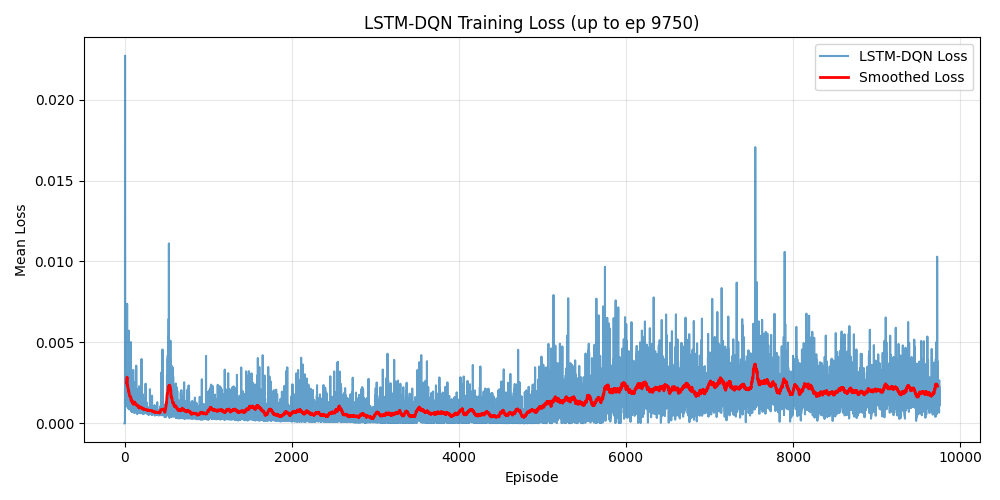 LSTM-DQN Training Loss (up to ep 9750)
LSTM-DQN Loss
Smoothed Loss
Mean Loss
0.020
0.015
0.010
0.005
0.000
0
2000
4000
6000
8000
10000
Episode